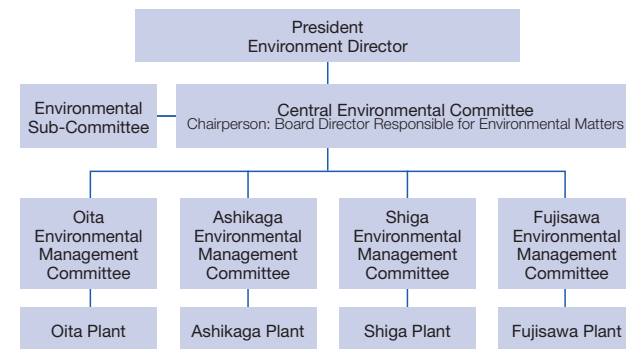 President
Environment Director
Environmental
Sub-Committee
Central Environmental Committee
Chairperson: Board Director Responsible for Environmental Matters
Oita
Environmental
Management
Committee
Ashikaga
Environmental
Management
Committee
Shiga
Environmental
Management
Committee
Fujisawa
Environmental
Management
Committee
Oita Plant
Ashikaga Plant
Shiga Plant
Fujisawa Plant